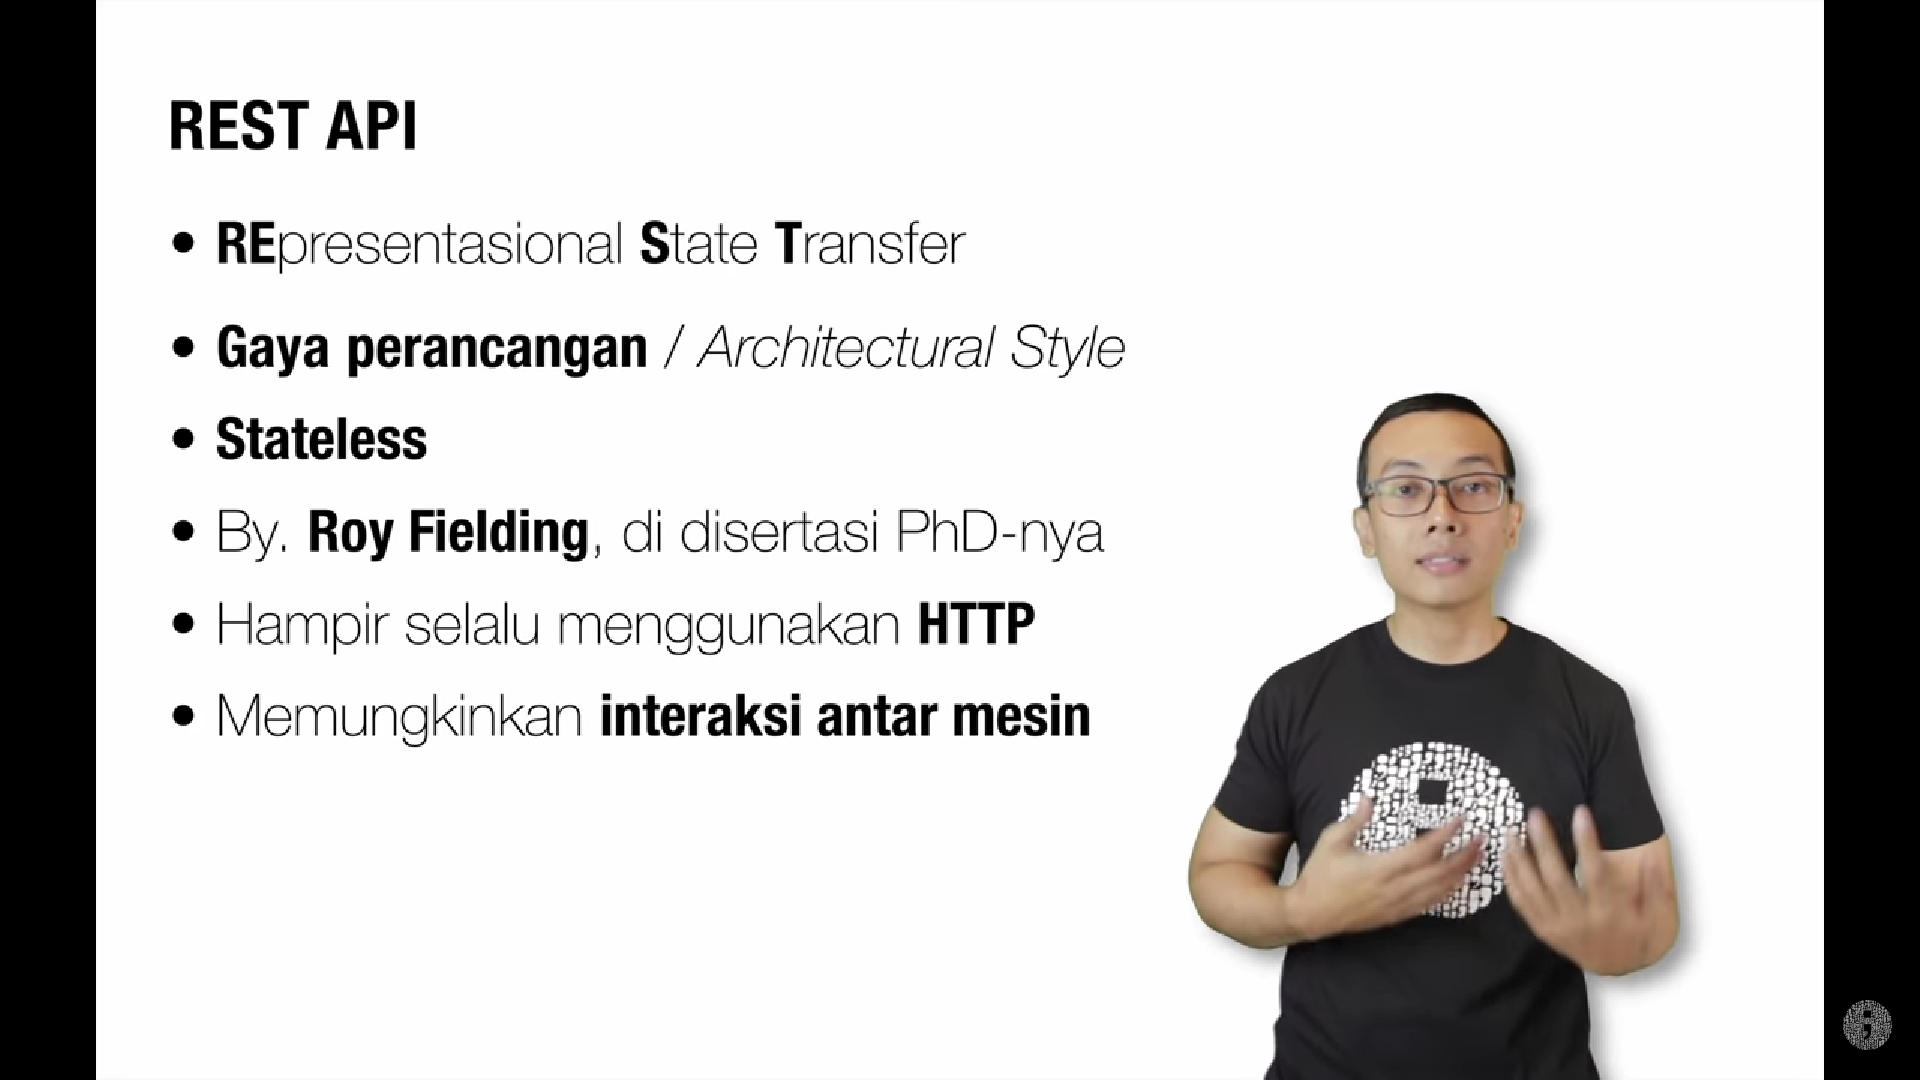 REST API
• REpresentasional State Transfer
• Gaya perancangan / Architectural Style
• Stateless
• By. Roy Fielding, di disertasi PhD-nya
• Hampir selalu menggunakan HTTP
• Memungkinkan interaksi antar mesin